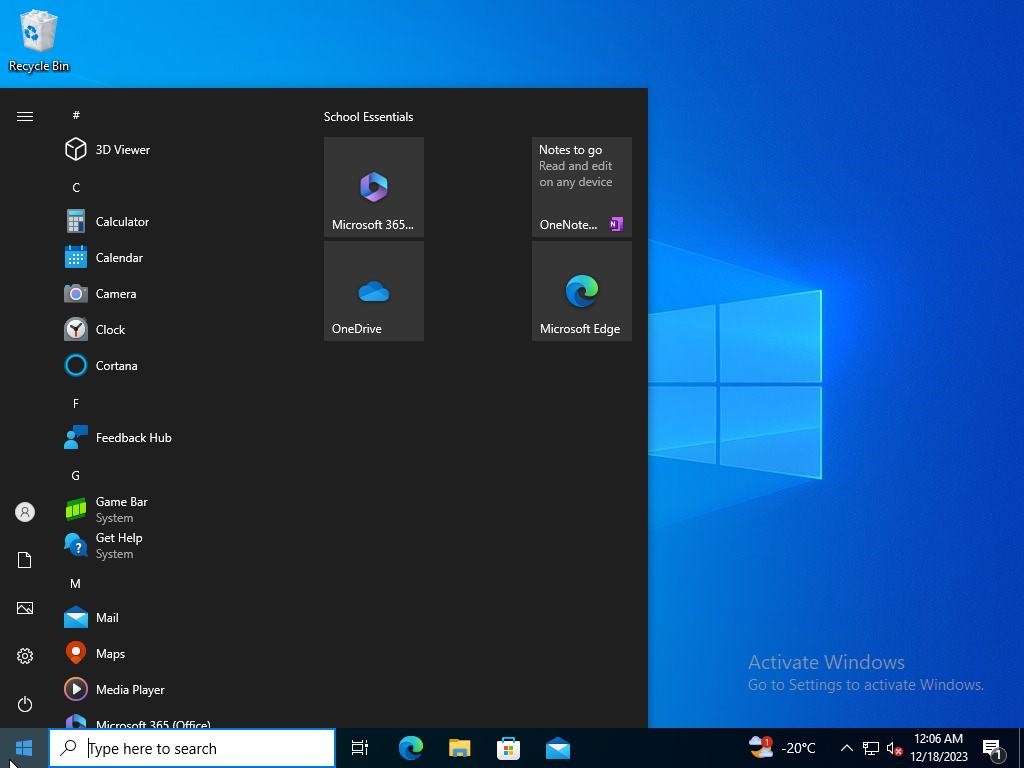 Recycle Bin
#
3D Viewer
C
Calculator
Calendar
Camera
Clock
Cortana
F
Feedback Hub
G
Game Bar
System
Get Help
System
M
Mail
Maps
Media Player
Microsoft 365 (Office)
School Essentials
Microsoft 365...
Notes to go
Read and edit
on any device
OneNote...
OneDrive
Microsoft Edge
Activate Windows
Go to Settings to activate Windows.
Type here to search
1
-20°C
12:06 AM
12/18/2023
1